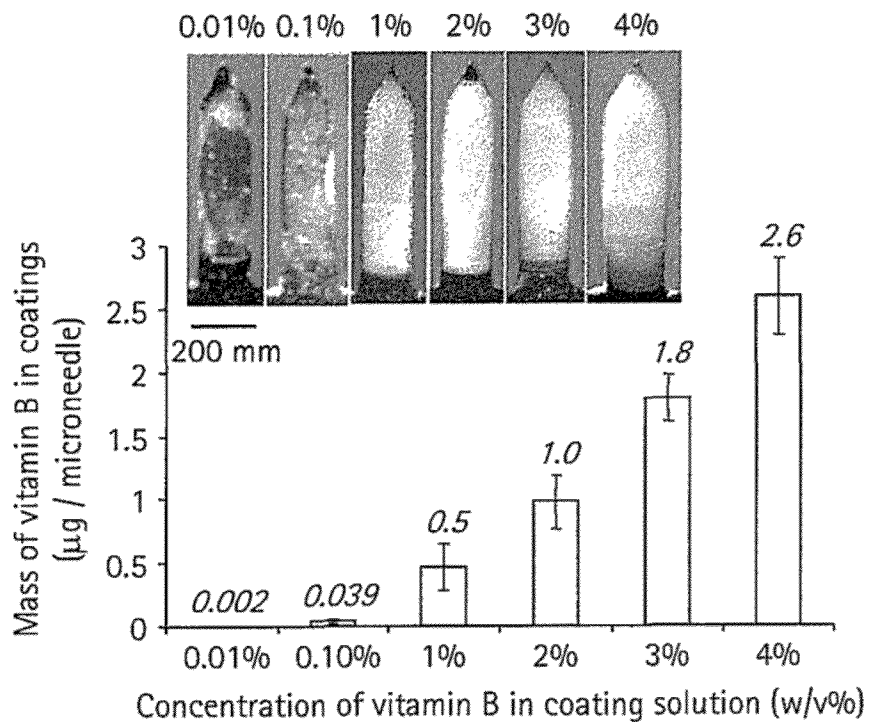 0.01% 0.1% 1% 2% 3% 4%
200 mm
Mass of vitamin B in coatings
(µg / microneedle)
3
2.5
2
1.5
1
0.5
0
0.002
0.039
0.5
1.0
1.8
2.6
0.01% 0.10% 1% 2% 3% 4%
Concentration of vitamin B in coating solution (w/v%)